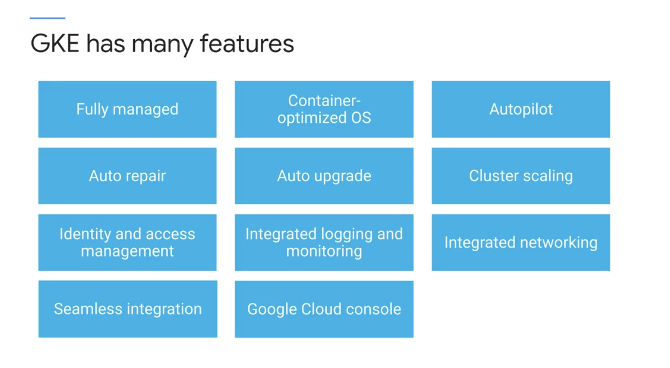 GKE has many features
Fully managed
Container-
optimized OS
Autopilot
Auto repair
Auto upgrade
Cluster scaling
Identity and access
management
Integrated logging and
monitoring
Integrated networking
Seamless integration
Google Cloud console